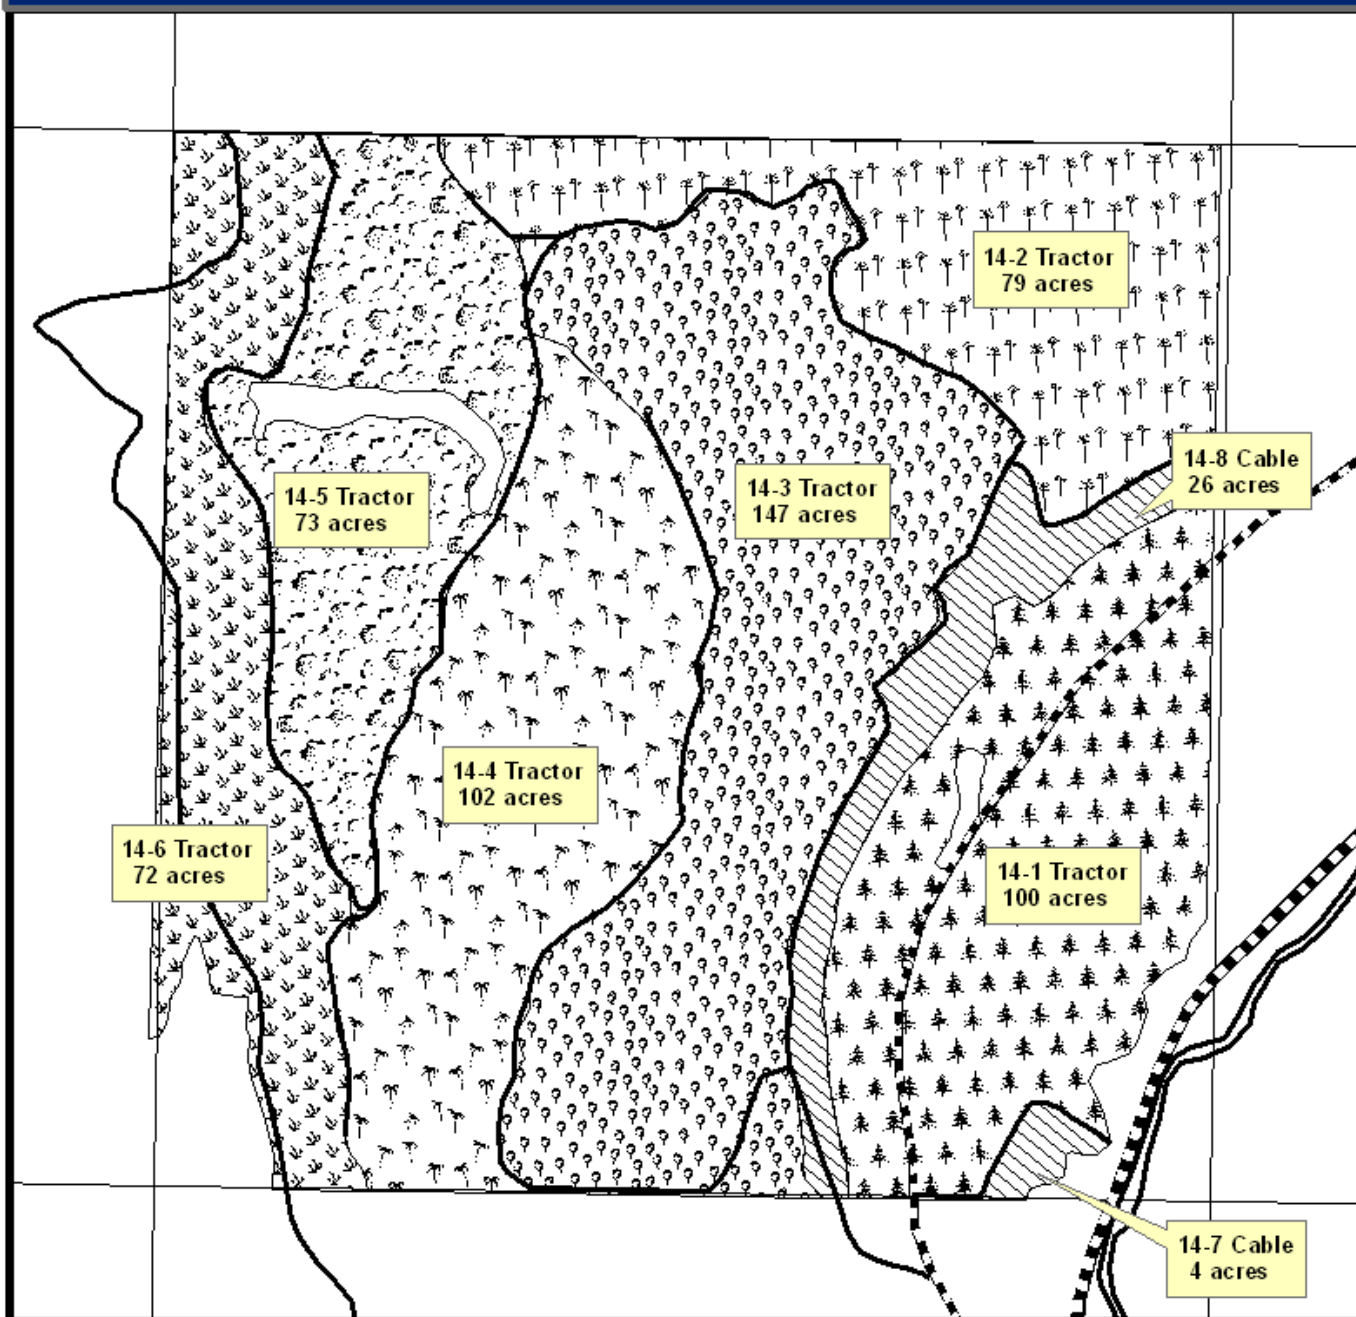 14-2 Tractor
79 acres
14-8 Cable
26 acres
14-5 Tractor
73 acres
14-3 Tractor
147 acres
14-4 Tractor
102 acres
14-6 Tractor
72 acres
14-1 Tractor
100 acres
14-7 Cable
4 acres